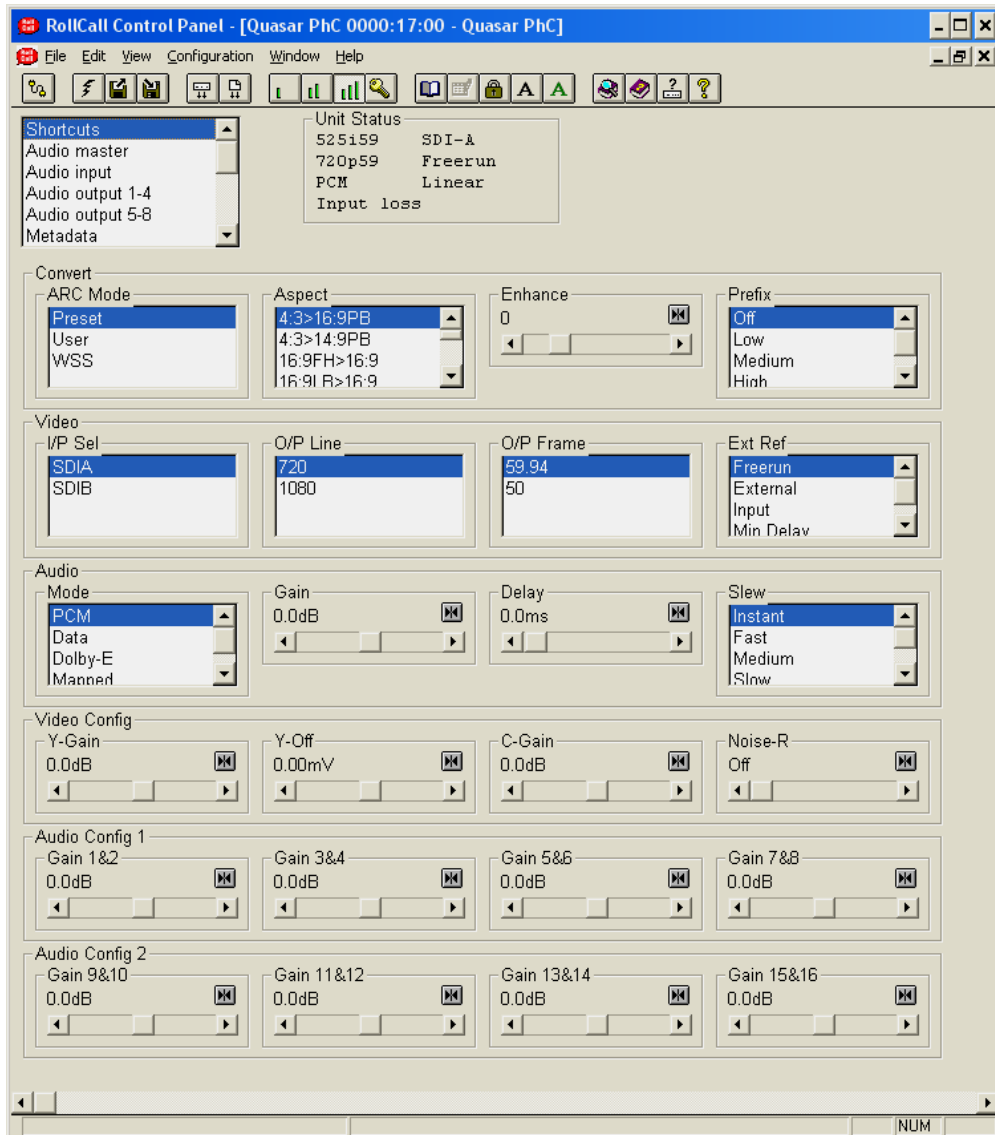 RollCall Control Panel - [Quasar PhC 0000:17:00 - Quasar PhC]
File Edit View Configuration Window Help
Shortcuts
Audio master
Audio input
Audio output 1-4
Audio output 5-8
Metadata
Unit Status
525i59 SDI-A
720p59 Freerun
PCM Linear
Input loss
Convert
ARC Mode
Preset
User
WSS
Aspect
4:3>16:9PB
4:3>14:9PB
16:9FH>16:9
16:9LB>16:9
Enhance
0
Prefix
Off
Low
Medium
High
Video
I/P Sel
SDIA
SDIB
O/P Line
720
1080
O/P Frame
59.94
50
Ext Ref
Freerun
External
Input
Min Delay
Audio
Mode
PCM
Data
Dolby-E
Mapped
Gain
0.0dB
Delay
0.0ms
Slew
Instant
Fast
Medium
Slow
Video Config
Y-Gain
0.0dB
Y-Off
0.00mV
C-Gain
0.0dB
Noise-R
Off
Audio Config 1
Gain 1&2
0.0dB
Gain 3&4
0.0dB
Gain 5&6
0.0dB
Gain 7&8
0.0dB
Audio Config 2
Gain 9&10
0.0dB
Gain 11&12
0.0dB
Gain 13&14
0.0dB
Gain 15&16
0.0dB
NUM